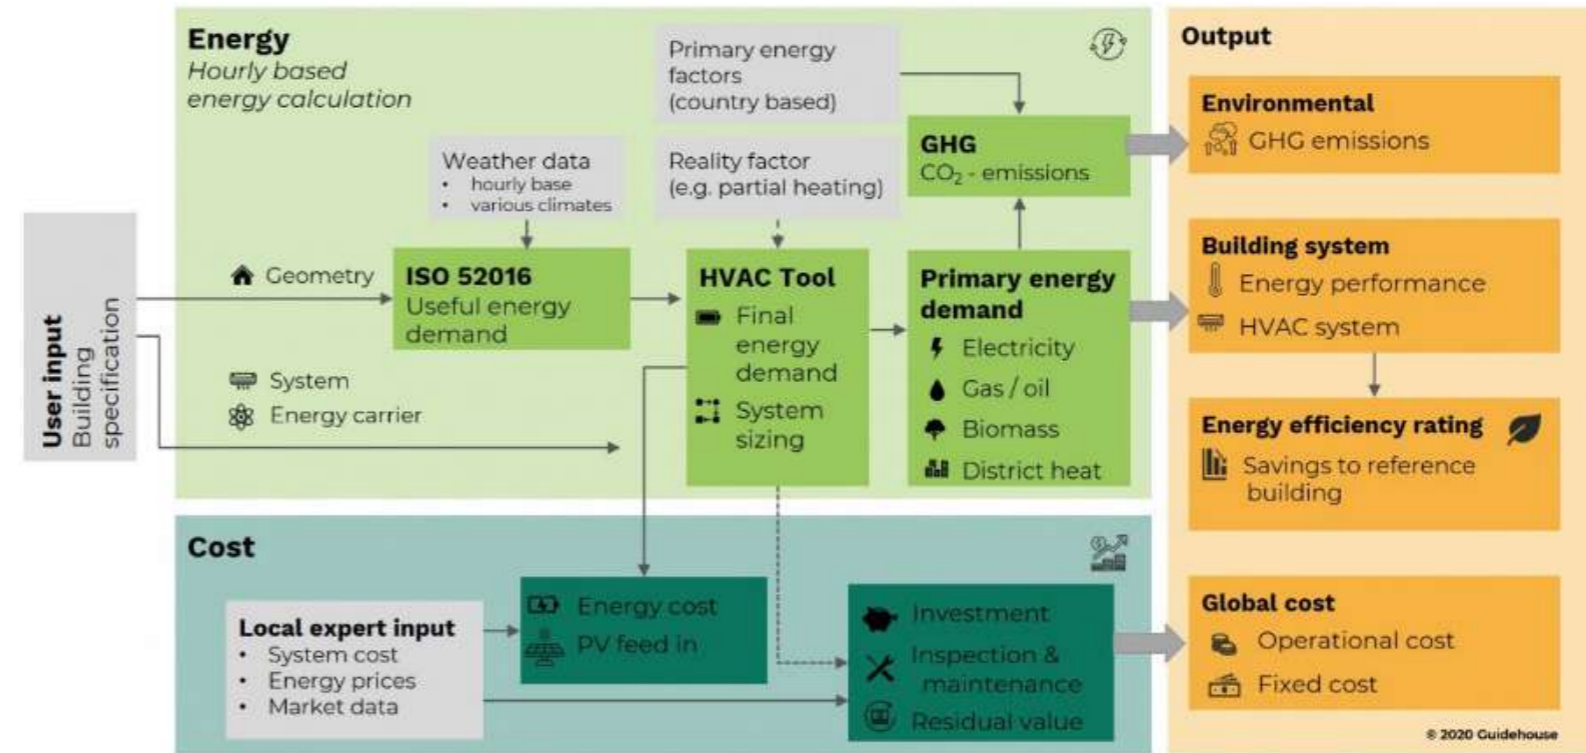 Energy
Hourly based
energy calculation
Primary energy
factors
(country based)
Weather data
• hourly base
• various climates
Reality factor
(e.g. partial heating)
GHG
CO₂ - emissions
User input
Building
specification
Geometry
System
Energy carrier
ISO 52016
Useful energy
demand
HVAC Tool
Final
energy
demand
System
sizing
Primary energy
demand
Electricity
Gas / oil
Biomass
District heat
Cost
Local expert input
• System cost
• Energy prices
• Market data
Energy cost
PV feed in
Investment
Inspection &
maintenance
Residual value
Output
Environmental
GHG emissions
Building system
Energy performance
HVAC system
Energy efficiency rating
Savings to reference
building
Global cost
Operational cost
Fixed cost
© 2020 Guidehouse